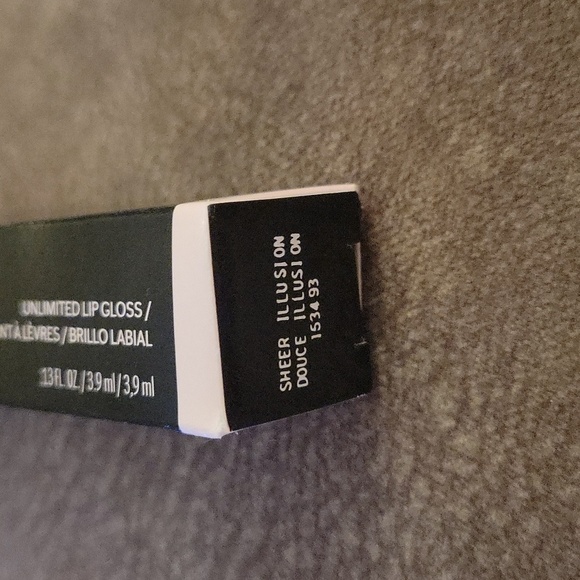 UNLIMITED LIP GLOSS /
À LÈVRES / BRILLO LABIAL
.13 FL. OZ. / 3.9 ml / 3,9 ml
SHEER ILLUSION
DOUCE ILLUSION
153493